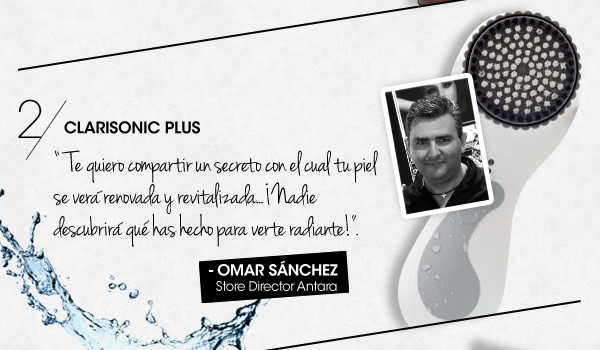 2/ CLARISONIC PLUS
"Te quiero compartir un secreto con el cual tu piel
se verá renovada y revitalizada... ¡Nadie
descubrirá qué has hecho para verte radiante!".
- OMAR SÁNCHEZ
Store Director Antara